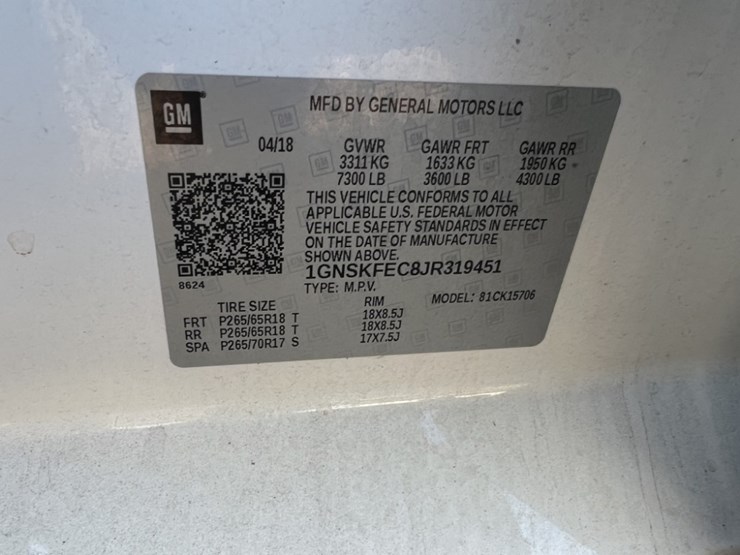 GM
MFD BY GENERAL MOTORS LLC
04/18 GVWR GAWR FRT GAWR RR
3311 KG 1633 KG 1950 KG
7300 LB 3600 LB 4300 LB
THIS VEHICLE CONFORMS TO ALL
APPLICABLE U.S. FEDERAL MOTOR
VEHICLE SAFETY STANDARDS IN EFFECT
ON THE DATE OF MANUFACTURE
SHOWN ABOVE.
1GNSKFEC8JR319451
8624
TYPE: M.P.V. MODEL: 81CK15706
TIRE SIZE RIM
FRT P265/65R18 T 18X8.5J
RR P265/65R18 T 18X8.5J
SPA P265/70R17 S 17X7.5J